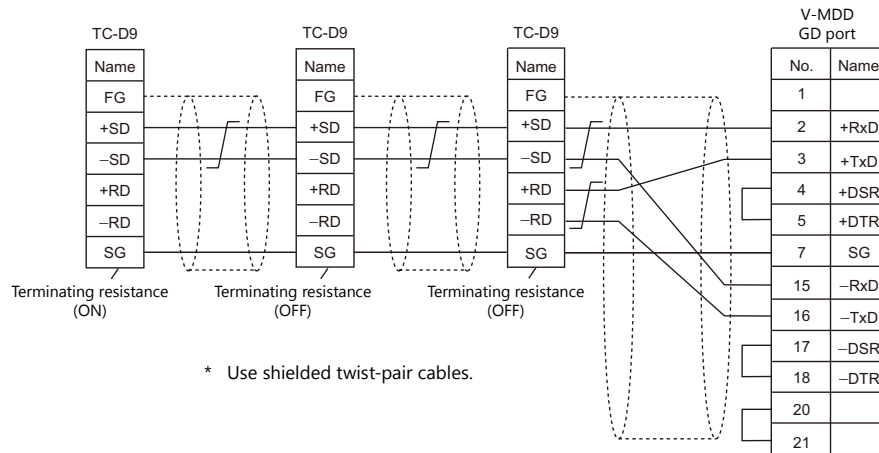 V-MDD
GD port
TC-D9
TC-D9
TC-D9
Name
Name
Name
No. Name
FG
FG
FG
1
+SD
+SD
+SD
2 +RxD
−SD
−SD
−SD
3 +TxD
+RD
+RD
+RD
4 +DSR
−RD
−RD
−RD
5 +DTR
SG
SG
SG
7 SG
Terminating resistance
(ON)
Terminating resistance
(OFF)
Terminating resistance
(OFF)
15 −RxD
16 −TxD
17 −DSR
18 −DTR
20
21
* Use shielded twist-pair cables.